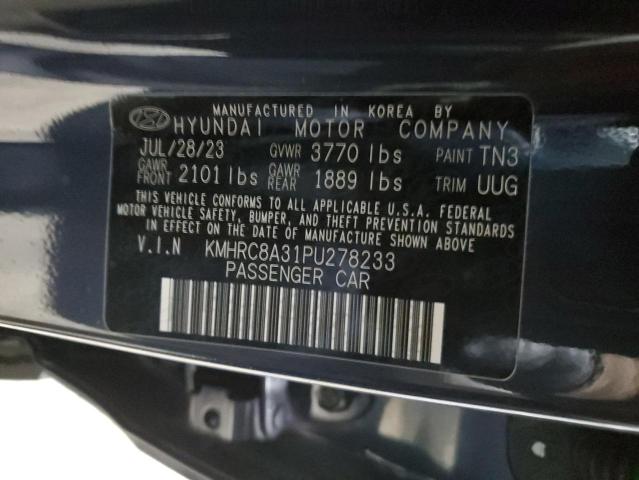 MANUFACTURED IN KOREA BY
HYUNDAI MOTOR COMPANY
JUL/28/23 GVWR 3770 lbs PAINT TN3
GAWR FRONT 2101 lbs GAWR REAR 1889 lbs TRIM UUG
THIS VEHICLE CONFORMS TO ALL APPLICABLE U.S.A. FEDERAL
MOTOR VEHICLE SAFETY, BUMPER, AND THEFT PREVENTION STANDARDS
IN EFFECT ON THE DATE OF MANUFACTURE SHOWN ABOVE
V.I.N KMHRC8A31PU278233
PASSENGER CAR